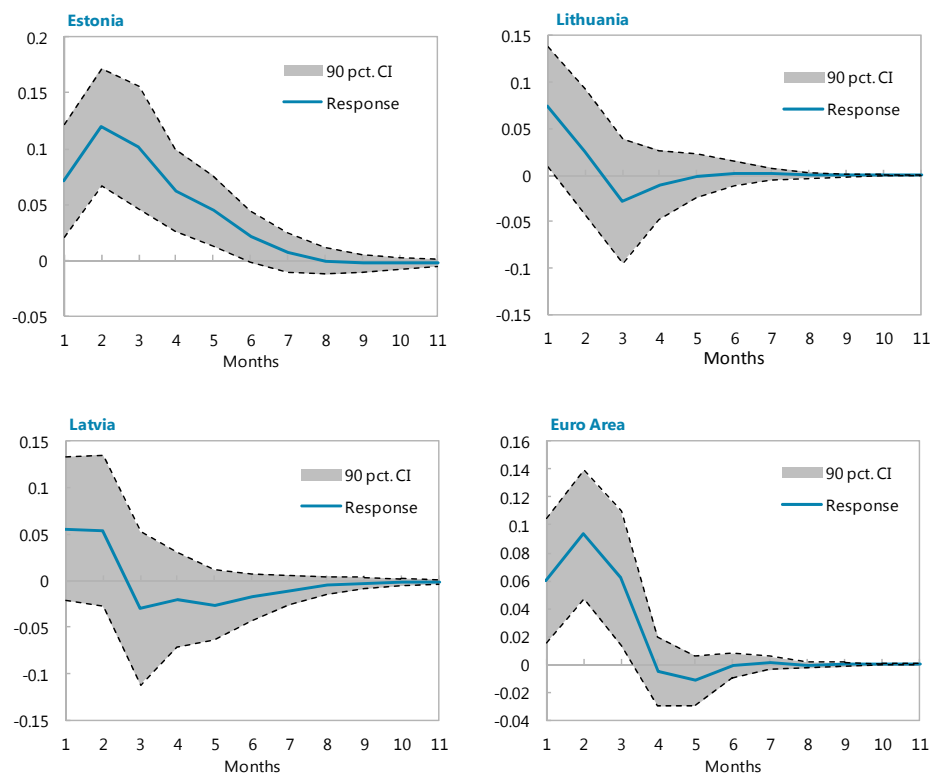 Estonia
0.2
0.15
0.1
0.05
0
-0.05
90 pct. CI
Response
1 2 3 4 5 6 7 8 9 10 11
Months
Lithuania
0.15
0.1
0.05
0
-0.05
-0.1
-0.15
90 pct. CI
Response
1 2 3 4 5 6 7 8 9 10 11
Months
Latvia
0.15
0.1
0.05
0
-0.05
-0.1
-0.15
90 pct. CI
Response
1 2 3 4 5 6 7 8 9 10 11
Months
Euro Area
0.16
0.14
0.12
0.1
0.08
0.06
0.04
0.02
0
-0.02
-0.04
90 pct. CI
Response
1 2 3 4 5 6 7 8 9 10 11
Months